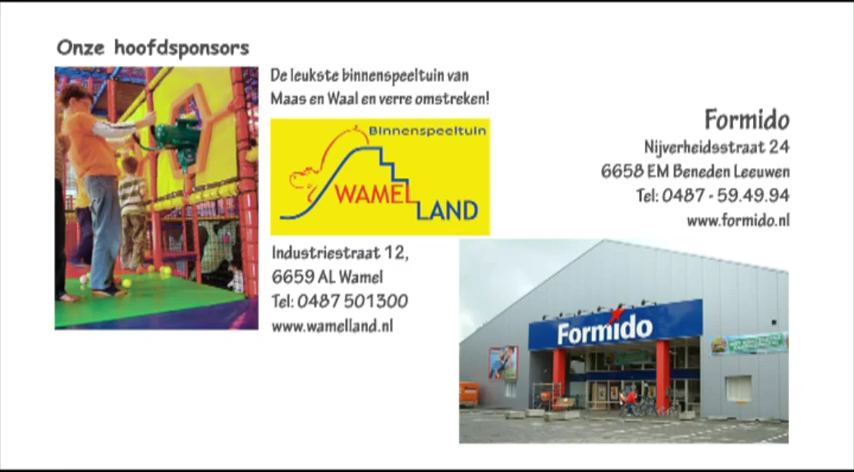 Onze hoofdsponsors
De leukste binnenspeeltuin van
Maas en Waal en verre omstreken!
Binnenspeeltuin
WAMEL
LAND
Industriestraat 12,
6659 AL Wamel
Tel: 0487 501300
www.wamelland.nl
Formido
Nijverheidsstraat 24
6658 EM Beneden Leeuwen
Tel: 0487 - 59.49.94
www.formido.nl
Formido